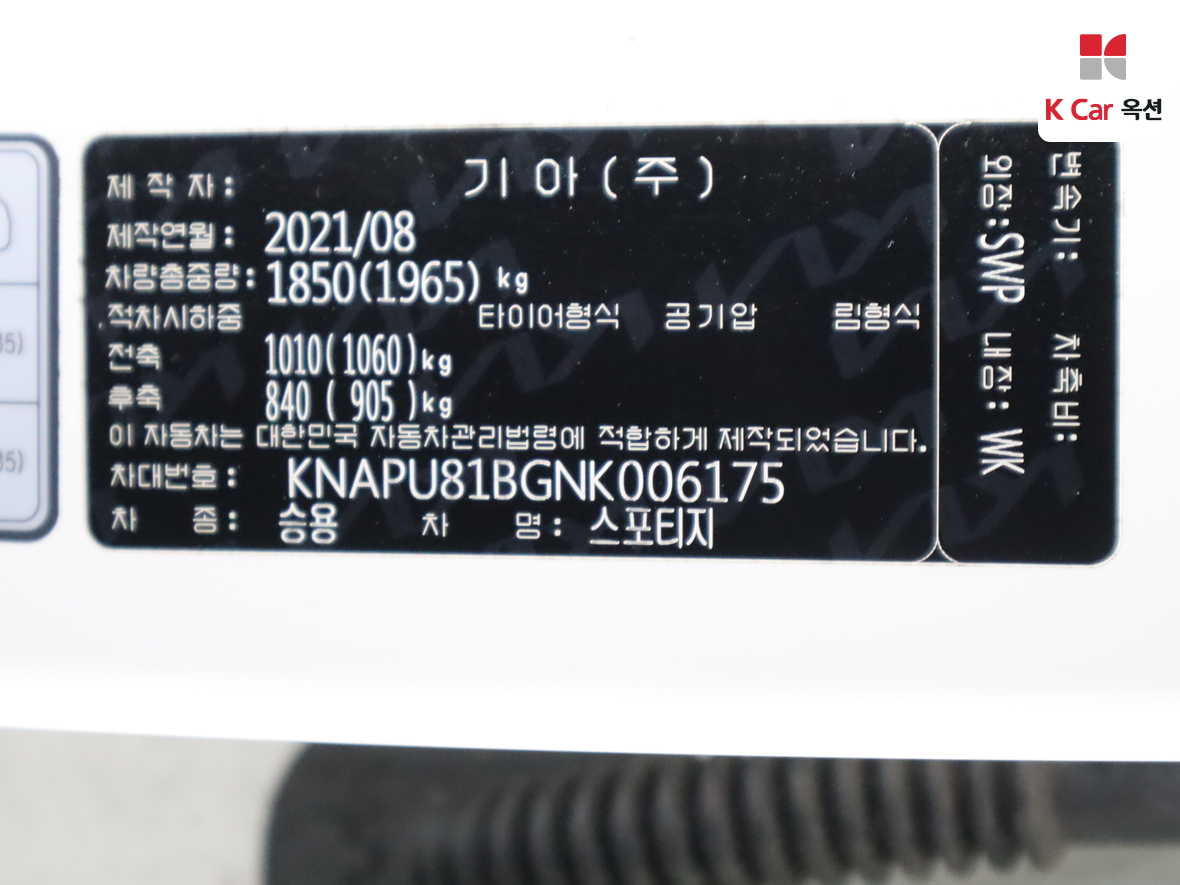 K Car 옥션
제 작 자 : 기 아 ( 주 )
제작연월 : 2021/08
차량총중량 : 1850(1965) kg
적차시하중 타이어형식 공기압 림형식
전축 1010(1060)kg
후축 840 ( 905 )kg
이 자동차는 대한민국 자동차관리법령에 적합하게 제작되었습니다.
차대번호 : KNAPU81BGNK006175
차 종 : 승용 차 명 : 스포티지
변속기: 차축비:
외장:SWP 내장: WK
35)
35)